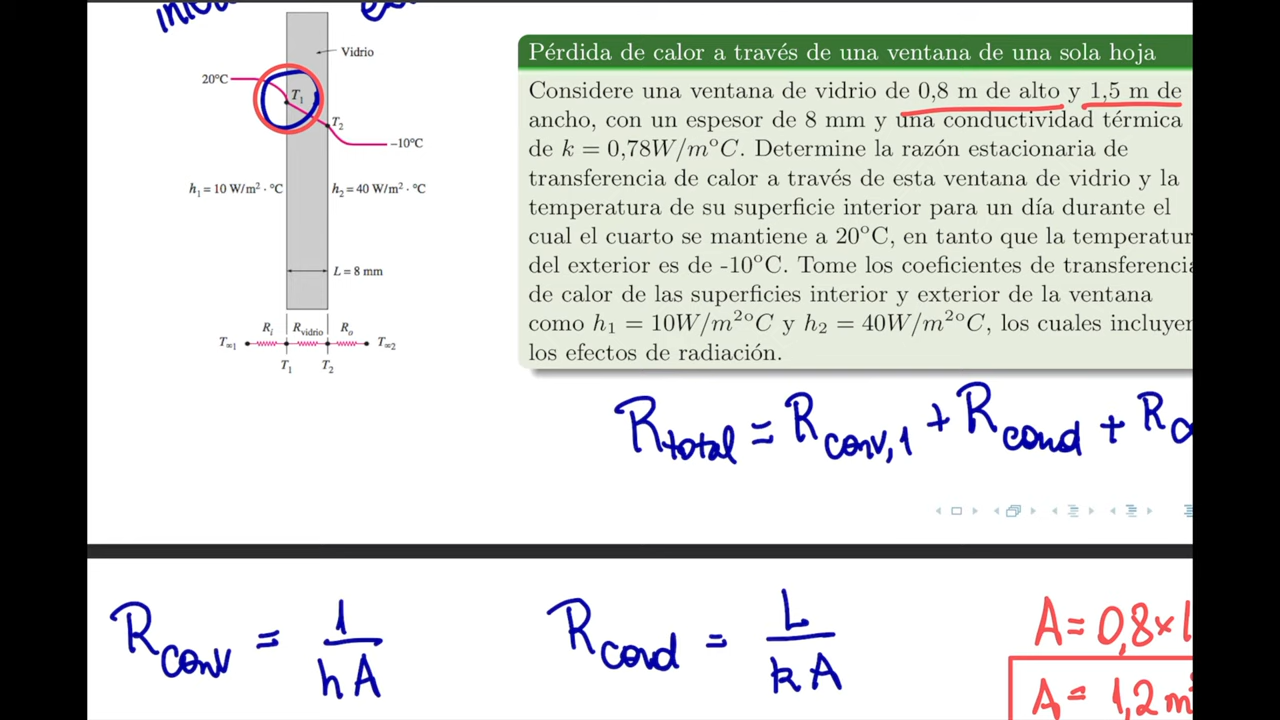 Vidrio
20°C
T1
T2
−10°C
h1 = 10 W/m² · °C
h2 = 40 W/m² · °C
L = 8 mm
Ri Rvidrio Ro
T∞1 T∞2
T1 T2
Pérdida de calor a través de una ventana de una sola hoja
Considere una ventana de vidrio de 0,8 m de alto y 1,5 m de
ancho, con un espesor de 8 mm y una conductividad térmica
de k = 0,78W/m°C. Determine la razón estacionaria de
transferencia de calor a través de esta ventana de vidrio y la
temperatura de su superficie interior para un día durante el
cual el cuarto se mantiene a 20°C, en tanto que la temperatur
del exterior es de -10°C. Tome los coeficientes de transferencia
de calor de las superficies interior y exterior de la ventana
como h1 = 10W/m²°C y h2 = 40W/m²°C, los cuales incluyen
los efectos de radiación.
Rtotal = Rconv,1 + Rcond + R
Rconv = 1/hA
Rcond = L/kA
A = 0,8 x 1
A = 1,2 m²